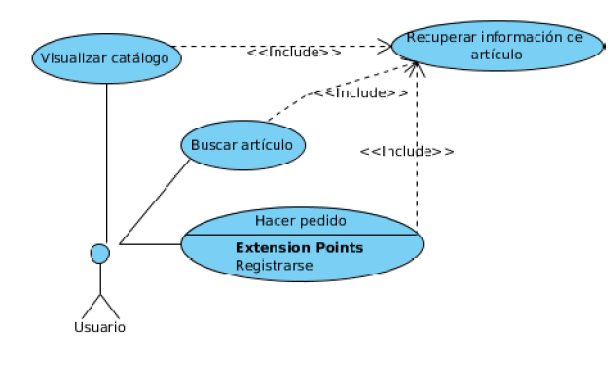 Recuperar información de
artículo
Visualizar catálogo
<<Include>>
<<Include>>
Buscar artículo
<<Include>>
Hacer pedido
Extension Points
Registrarse
Usuario